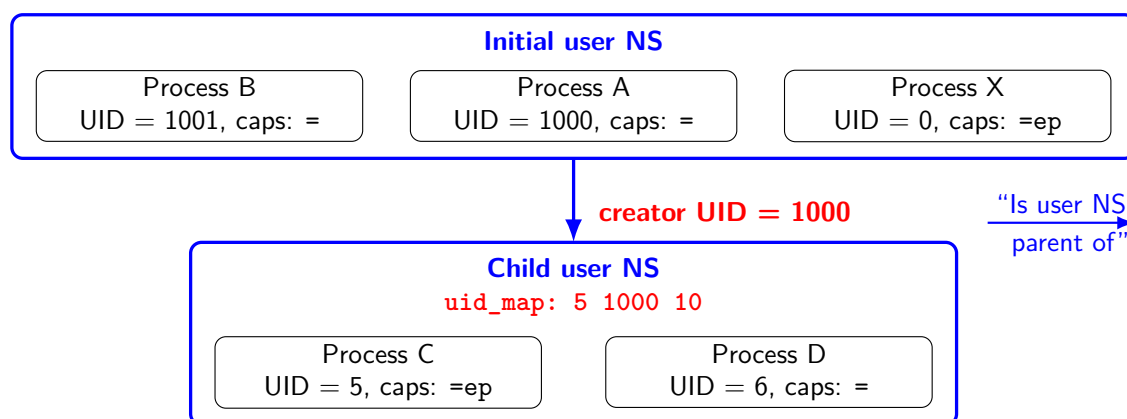 Initial user NS
Process B
UID = 1001, caps: =
Process A
UID = 1000, caps: =
Process X
UID = 0, caps: =ep
creator UID = 1000
“Is user NS
parent of”
Child user NS
uid_map: 5 1000 10
Process C
UID = 5, caps: =ep
Process D
UID = 6, caps: =